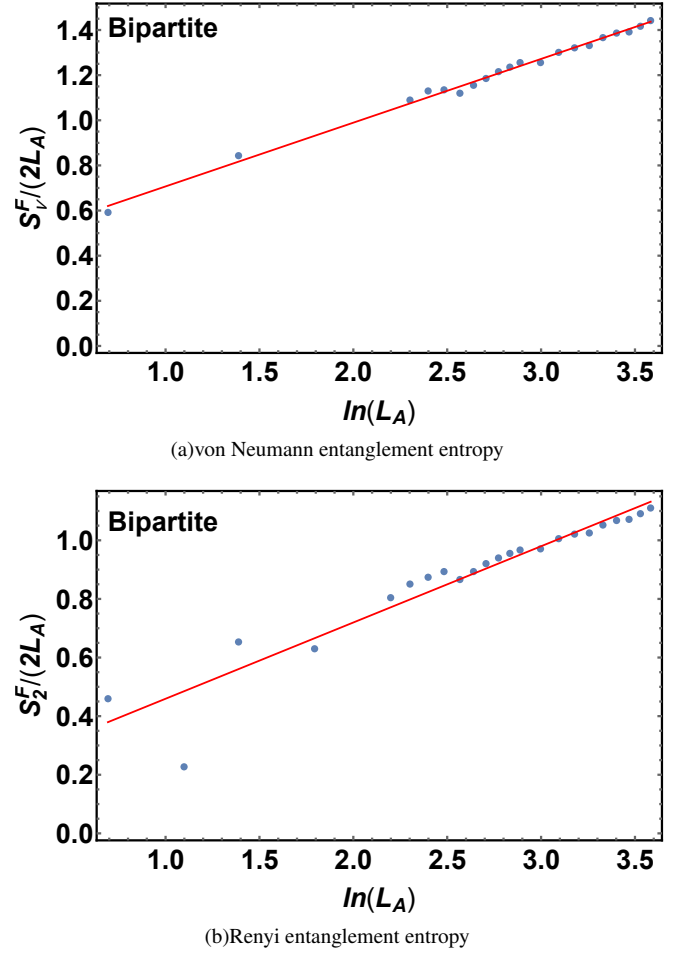 Bipartite
S_ν^F/(2L_A)
1.4
1.2
1.0
0.8
0.6
0.4
0.2
0.0
1.0 1.5 2.0 2.5 3.0 3.5
ln(L_A)
(a)von Neumann entanglement entropy
Bipartite
S_2^F/(2L_A)
1.0
0.8
0.6
0.4
0.2
0.0
1.0 1.5 2.0 2.5 3.0 3.5
ln(L_A)
(b)Renyi entanglement entropy